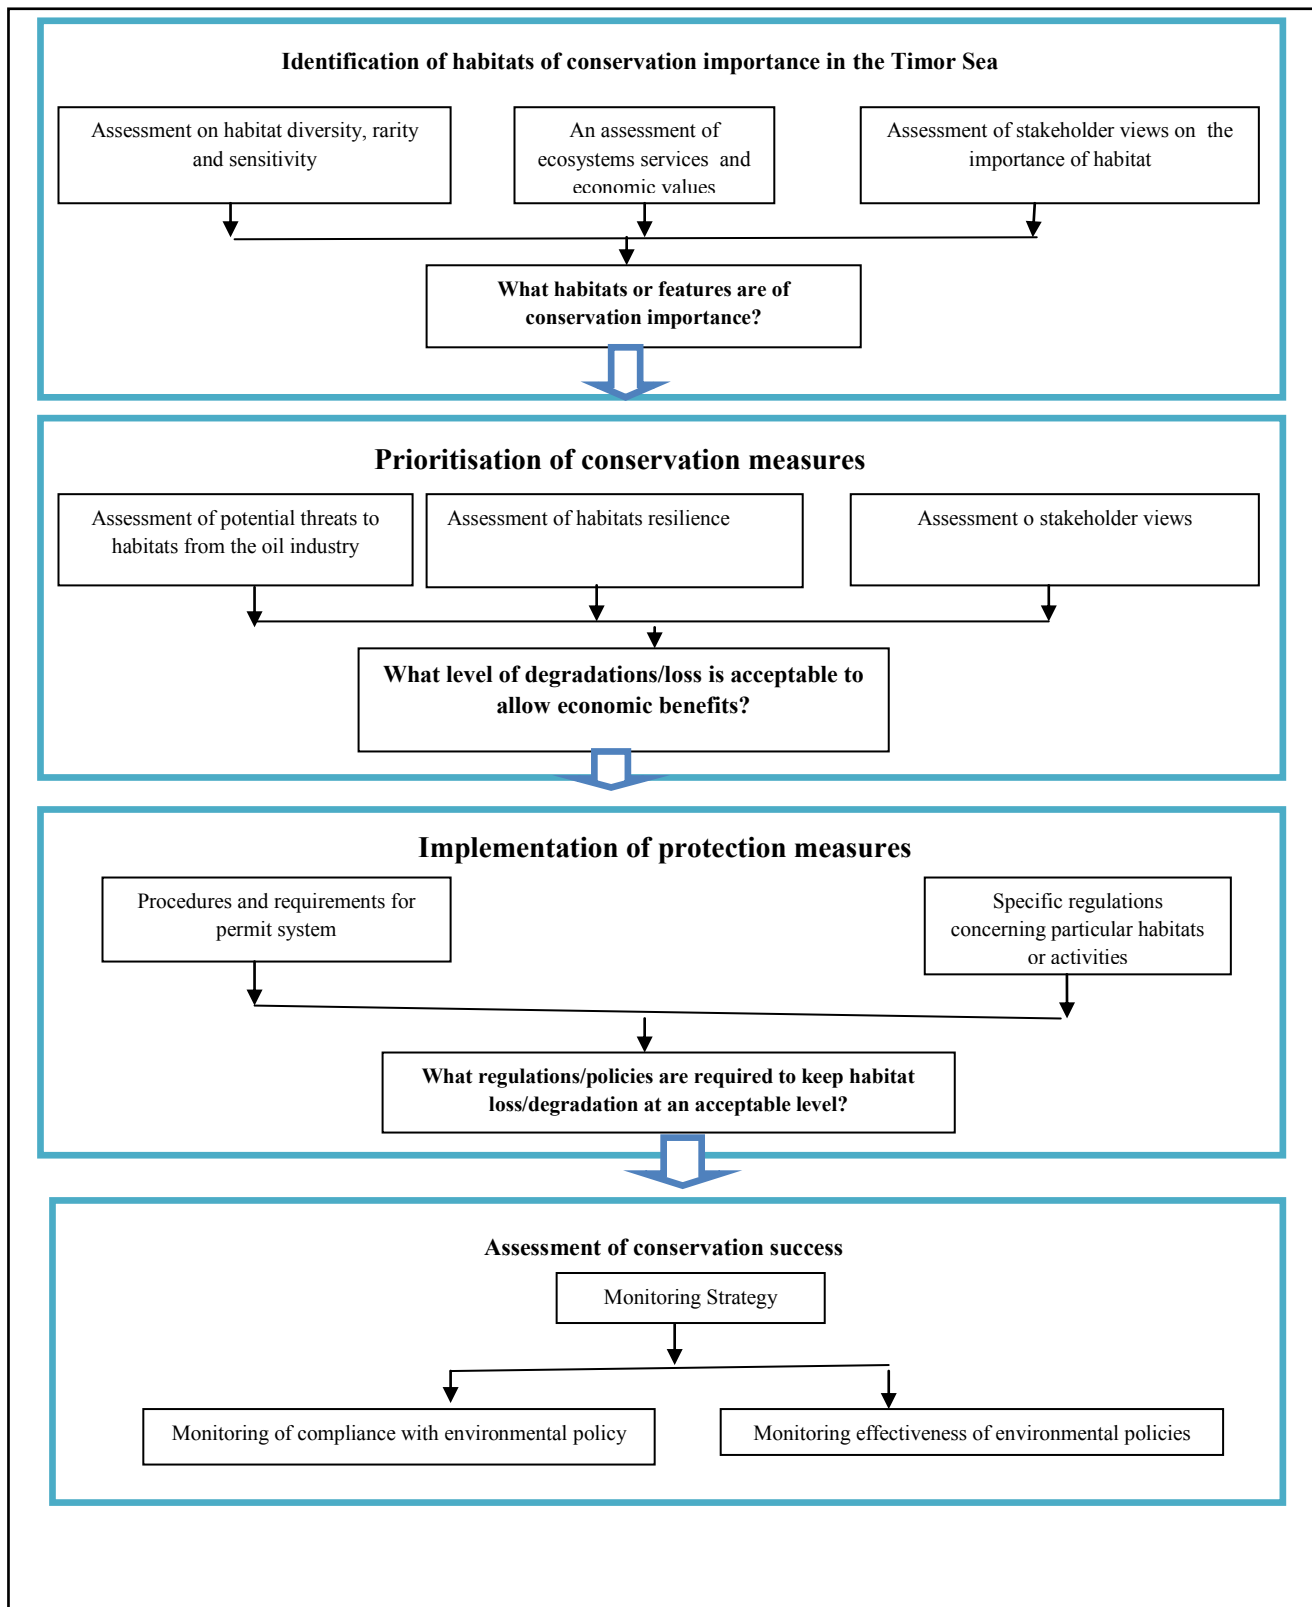 Identification of habitats of conservation importance in the Timor Sea
Assessment on habitat diversity, rarity
and sensitivity
An assessment of
ecosystems services and
economic values
Assessment of stakeholder views on the
importance of habitat
What habitats or features are of
conservation importance?
Prioritisation of conservation measures
Assessment of potential threats to
habitats from the oil industry
Assessment of habitats resilience
Assessment o stakeholder views
What level of degradations/loss is acceptable to
allow economic benefits?
Implementation of protection measures
Procedures and requirements for
permit system
Specific regulations
concerning particular habitats
or activities
What regulations/policies are required to keep habitat
loss/degradation at an acceptable level?
Assessment of conservation success
Monitoring Strategy
Monitoring of compliance with environmental policy
Monitoring effectiveness of environmental policies